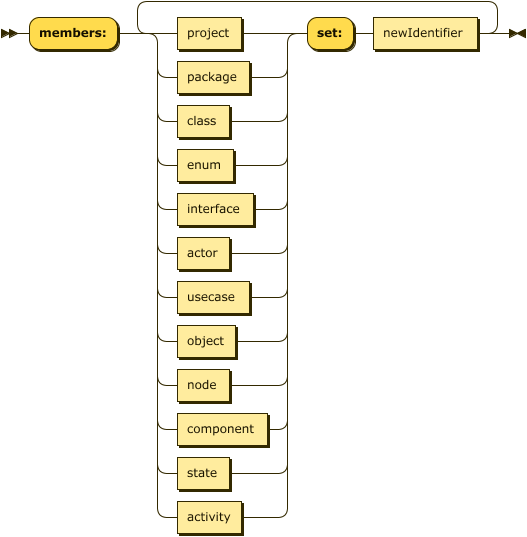 members: project set: newIdentifier
package
class
enum
interface
actor
usecase
object
node
component
state
activity